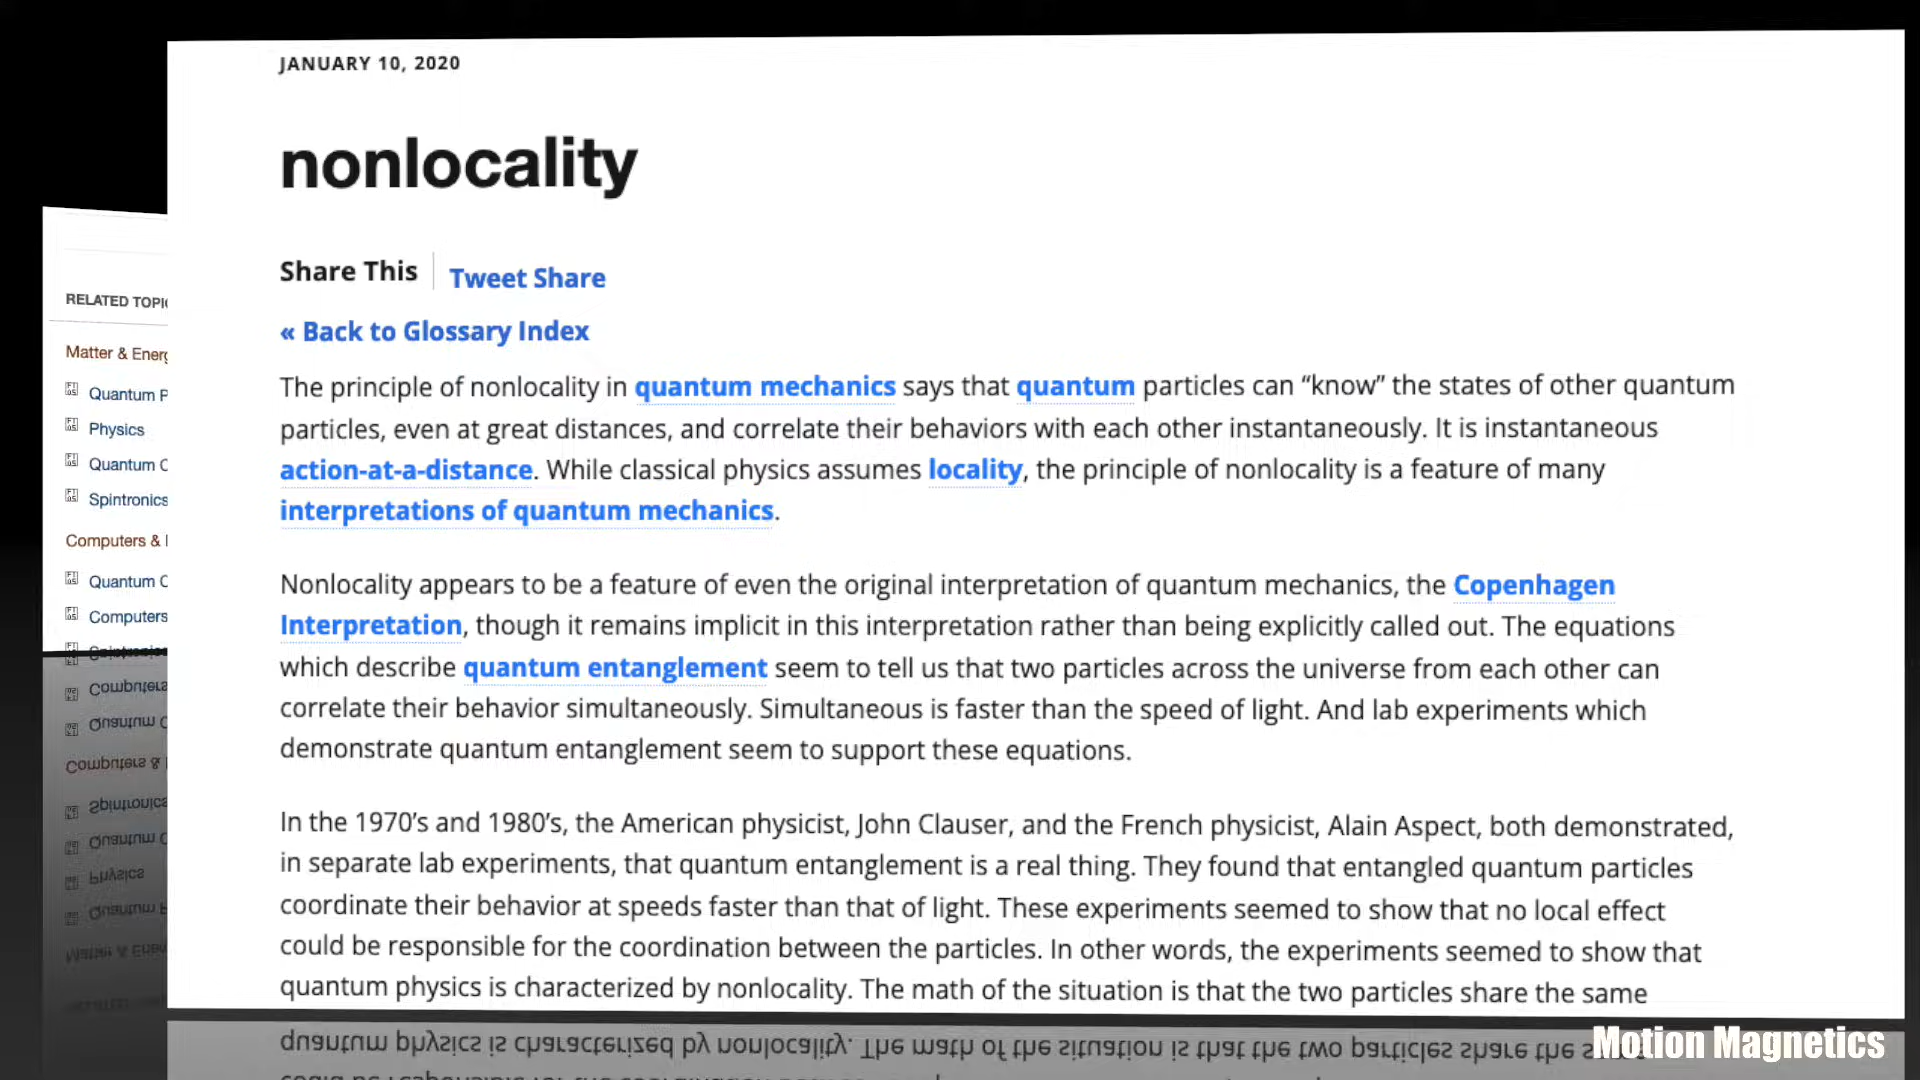 JANUARY 10, 2020
nonlocality
Share This
Tweet Share
« Back to Glossary Index
The principle of nonlocality in quantum mechanics says that quantum particles can “know” the states of other quantum
particles, even at great distances, and correlate their behaviors with each other instantaneously. It is instantaneous
action-at-a-distance. While classical physics assumes locality, the principle of nonlocality is a feature of many
interpretations of quantum mechanics.
Nonlocality appears to be a feature of even the original interpretation of quantum mechanics, the Copenhagen
Interpretation, though it remains implicit in this interpretation rather than being explicitly called out. The equations
which describe quantum entanglement seem to tell us that two particles across the universe from each other can
correlate their behavior simultaneously. Simultaneous is faster than the speed of light. And lab experiments which
demonstrate quantum entanglement seem to support these equations.
In the 1970’s and 1980’s, the American physicist, John Clauser, and the French physicist, Alain Aspect, both demonstrated,
in separate lab experiments, that quantum entanglement is a real thing. They found that entangled quantum particles
coordinate their behavior at speeds faster than that of light. These experiments seemed to show that no local effect
could be responsible for the coordination between the particles. In other words, the experiments seemed to show that
quantum physics is characterized by nonlocality. The math of the situation is that the two particles share the same
RELATED
Matter &
Quantum
Physics
Quantum
Spintronics
Computers &
Quantum
Computers
Motion Magnetics